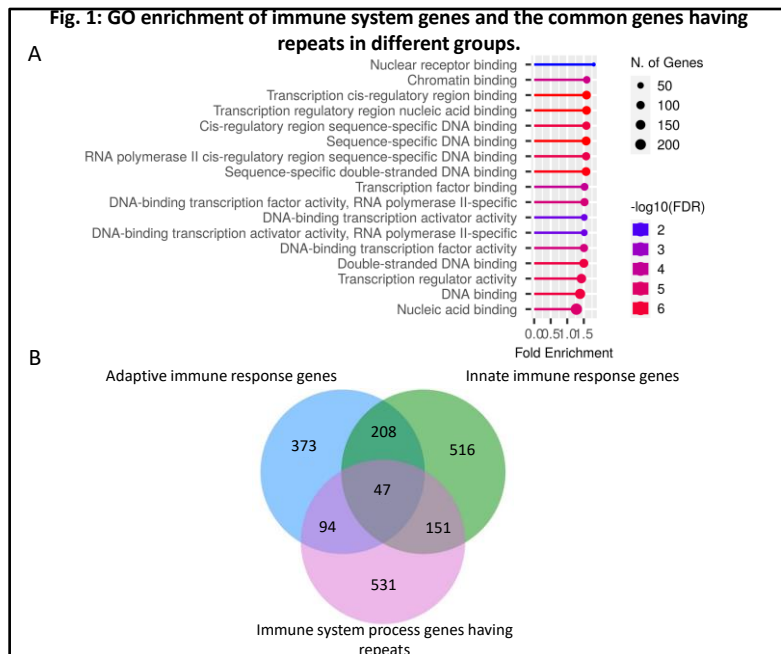 Fig. 1: GO enrichment of immune system genes and the common genes having
repeats in different groups.
A
Nuclear receptor binding
Chromatin binding
Transcription cis-regulatory region binding
Transcription regulatory region nucleic acid binding
Cis-regulatory region sequence-specific DNA binding
Sequence-specific DNA binding
RNA polymerase II cis-regulatory region sequence-specific DNA binding
Sequence-specific double-stranded DNA binding
Transcription factor binding
DNA-binding transcription factor activity, RNA polymerase II-specific
DNA-binding transcription activator activity
DNA-binding transcription activator activity, RNA polymerase II-specific
DNA-binding transcription factor activity
Double-stranded DNA binding
Transcription regulator activity
DNA binding
Nucleic acid binding
0.0 0.5 1.0 1.5
Fold Enrichment
N. of Genes
50
100
150
200
-log10(FDR)
2
3
4
5
6
B
Adaptive immune response genes
Innate immune response genes
373
208
516
47
94
151
531
Immune system process genes having
repeats